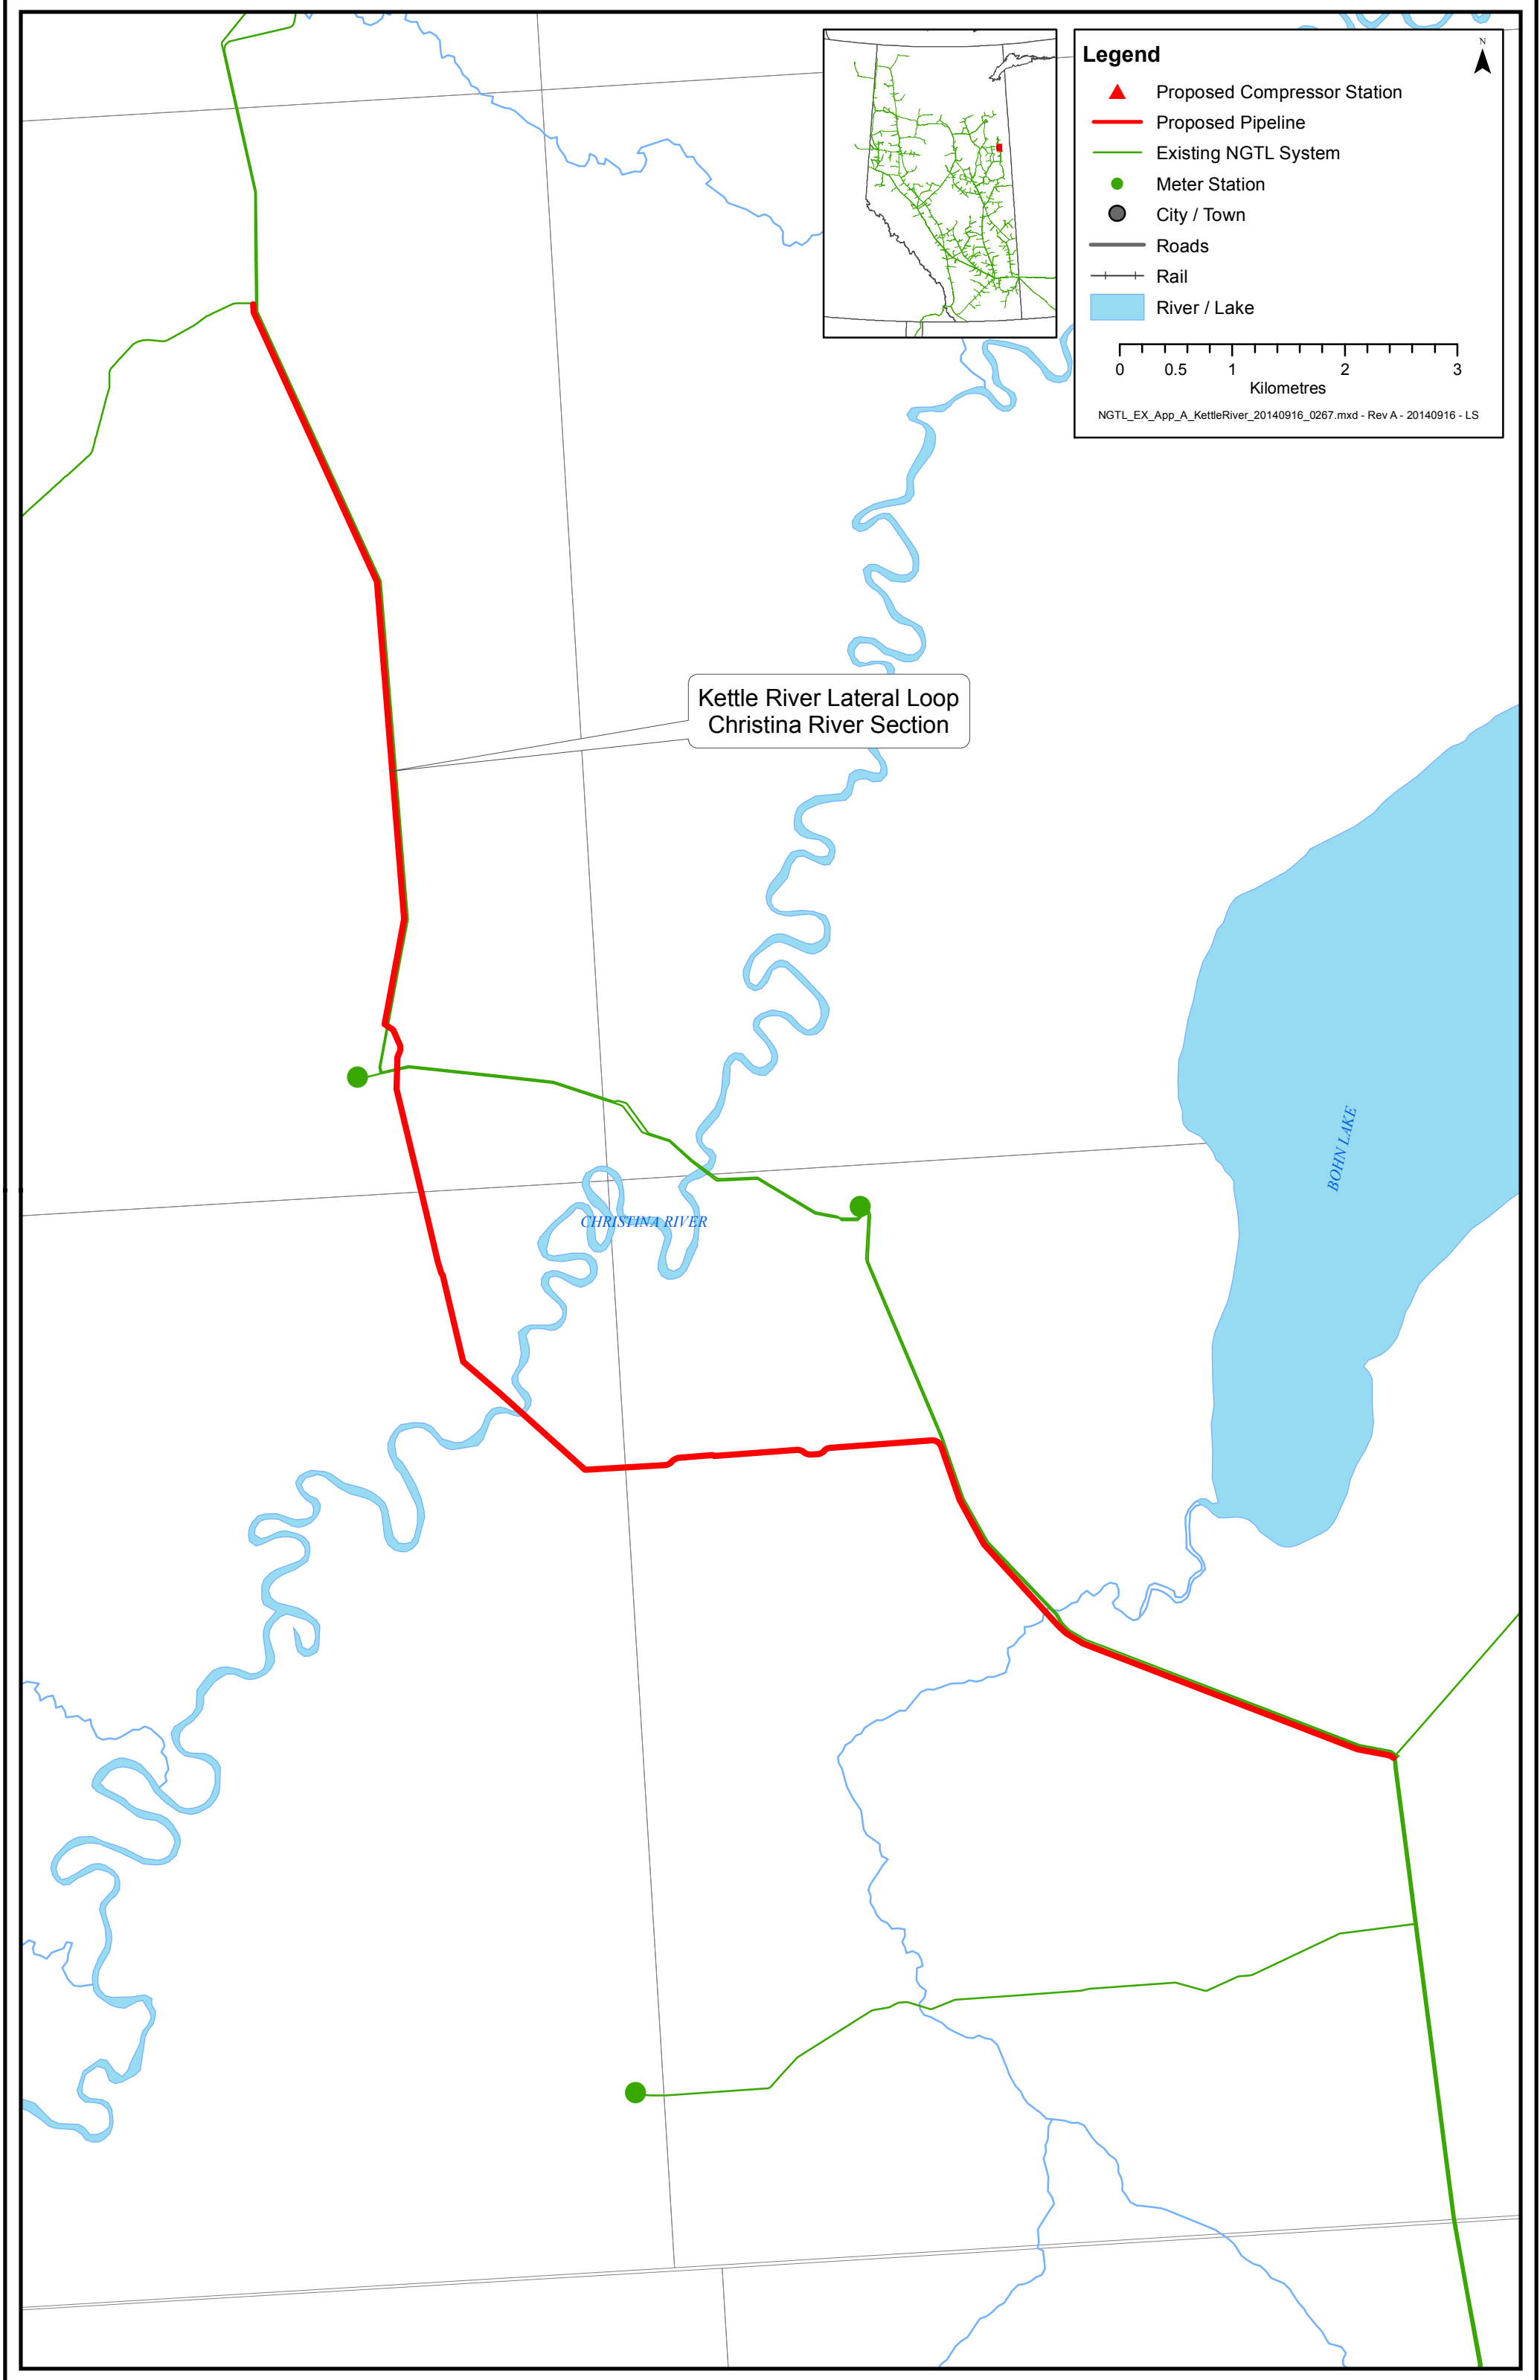 Legend
N
Proposed Compressor Station
Proposed Pipeline
Existing NGTL System
Meter Station
City / Town
Roads
Rail
River / Lake
0 0.5 1 2 3
Kilometres
NGTL_EX_App_A_KettleRiver_20140916_0267.mxd - Rev A - 20140916 - LS
Kettle River Lateral Loop
Christina River Section
BOHN LAKE
CHRISTINA RIVER